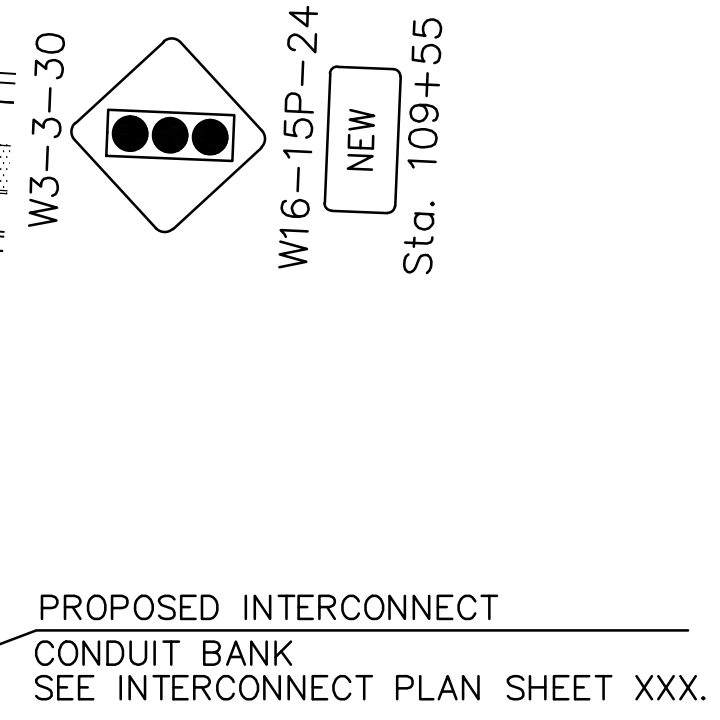 W3-3-30
W16-15P-24
NEW
Sta. 109+55
PROPOSED INTERCONNECT
CONDUIT BANK
SEE INTERCONNECT PLAN SHEET XXX.